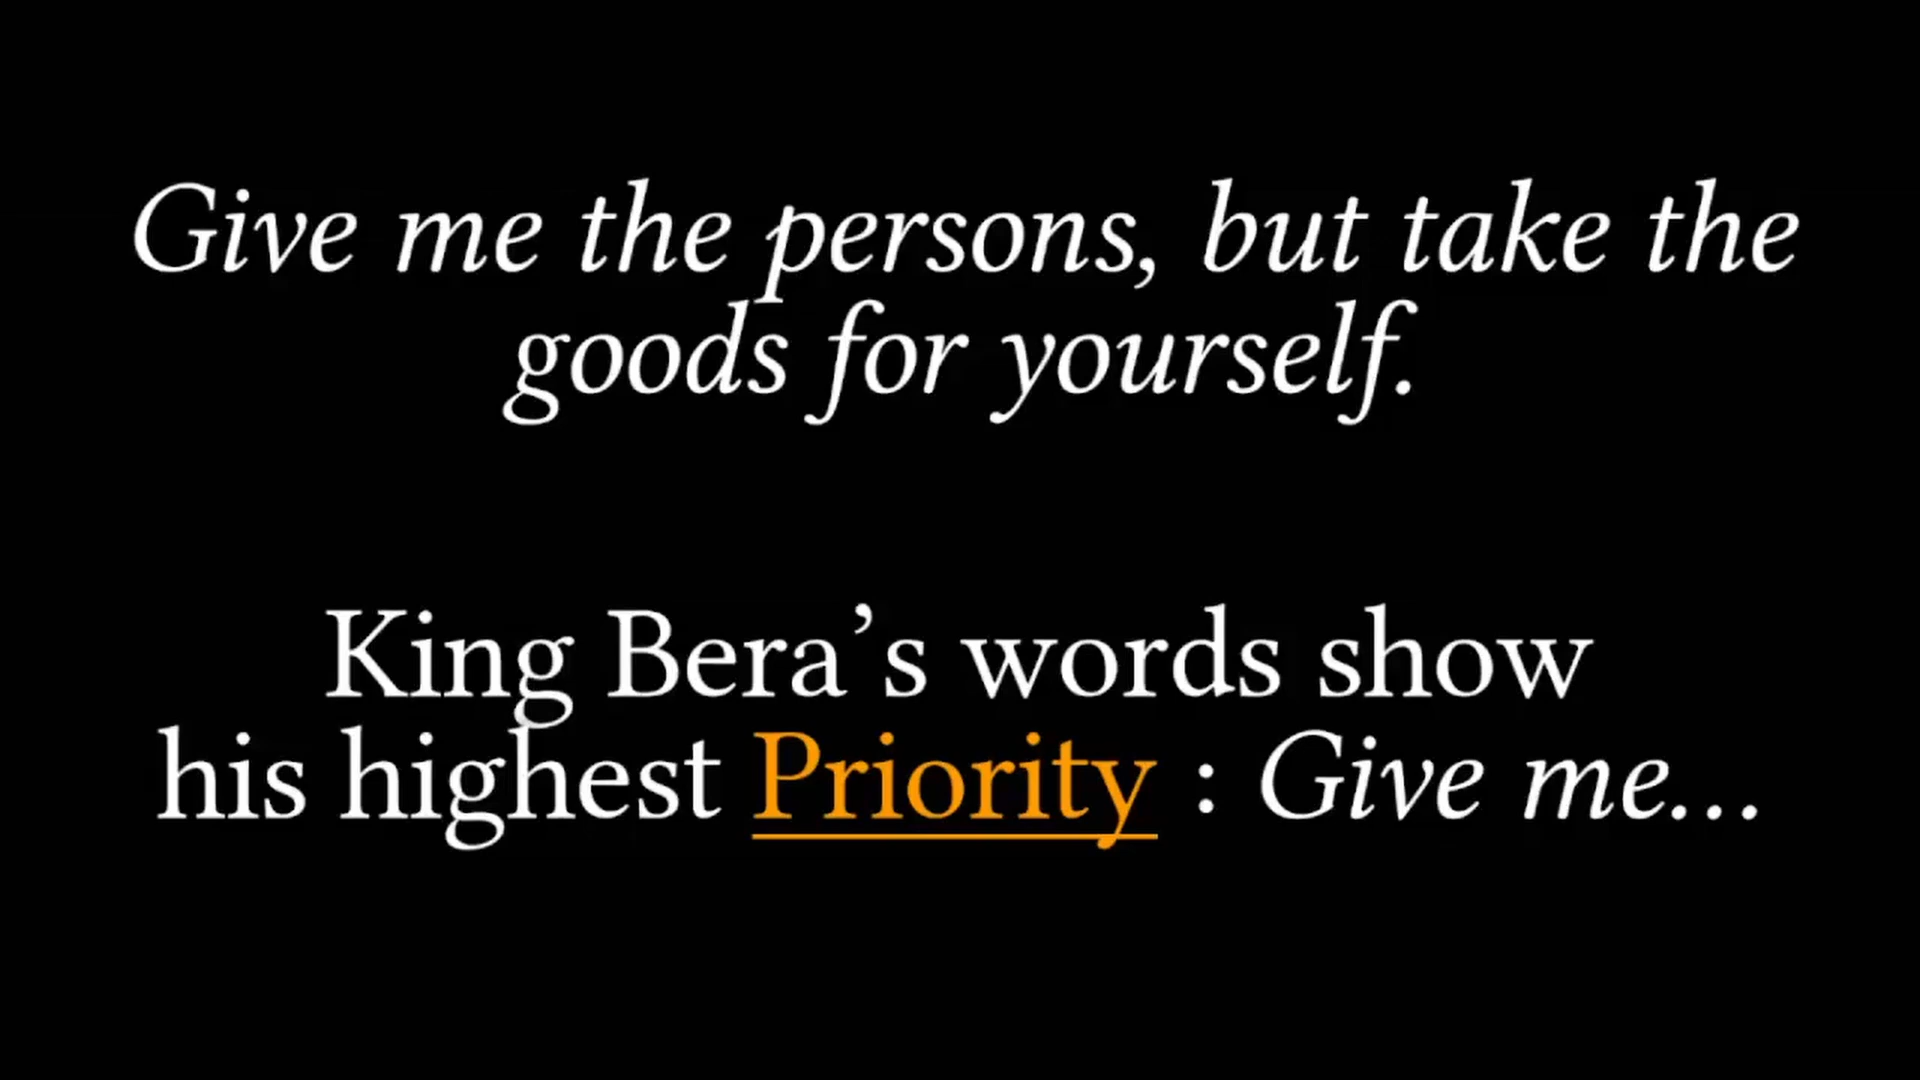 Give me the persons, but take the
goods for yourself.
King Bera’s words show
his highest Priority : Give me...